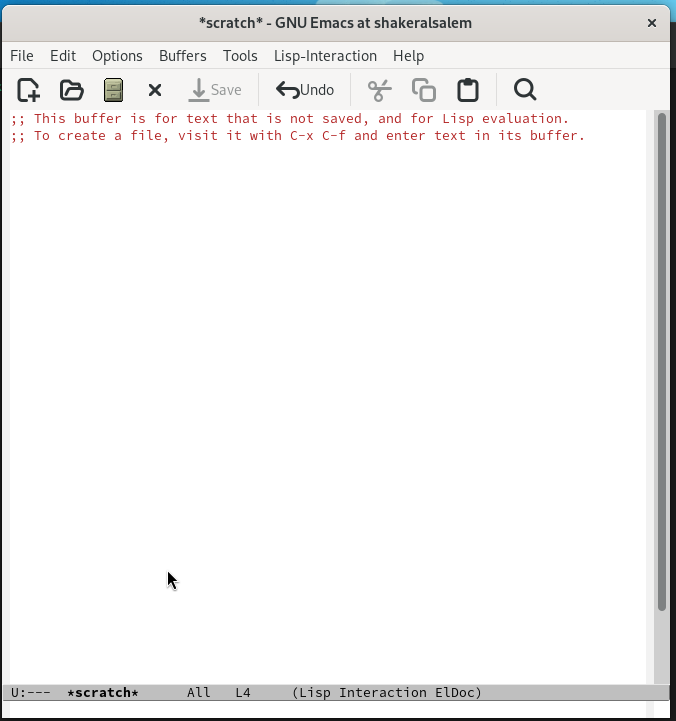 *scratch* - GNU Emacs at shakeralsalem ×
File Edit Options Buffers Tools Lisp-Interaction Help
Save Undo
;; This buffer is for text that is not saved, and for Lisp evaluation.
;; To create a file, visit it with C-x C-f and enter text in its buffer.
U:--- *scratch* All L4 (Lisp Interaction ElDoc)